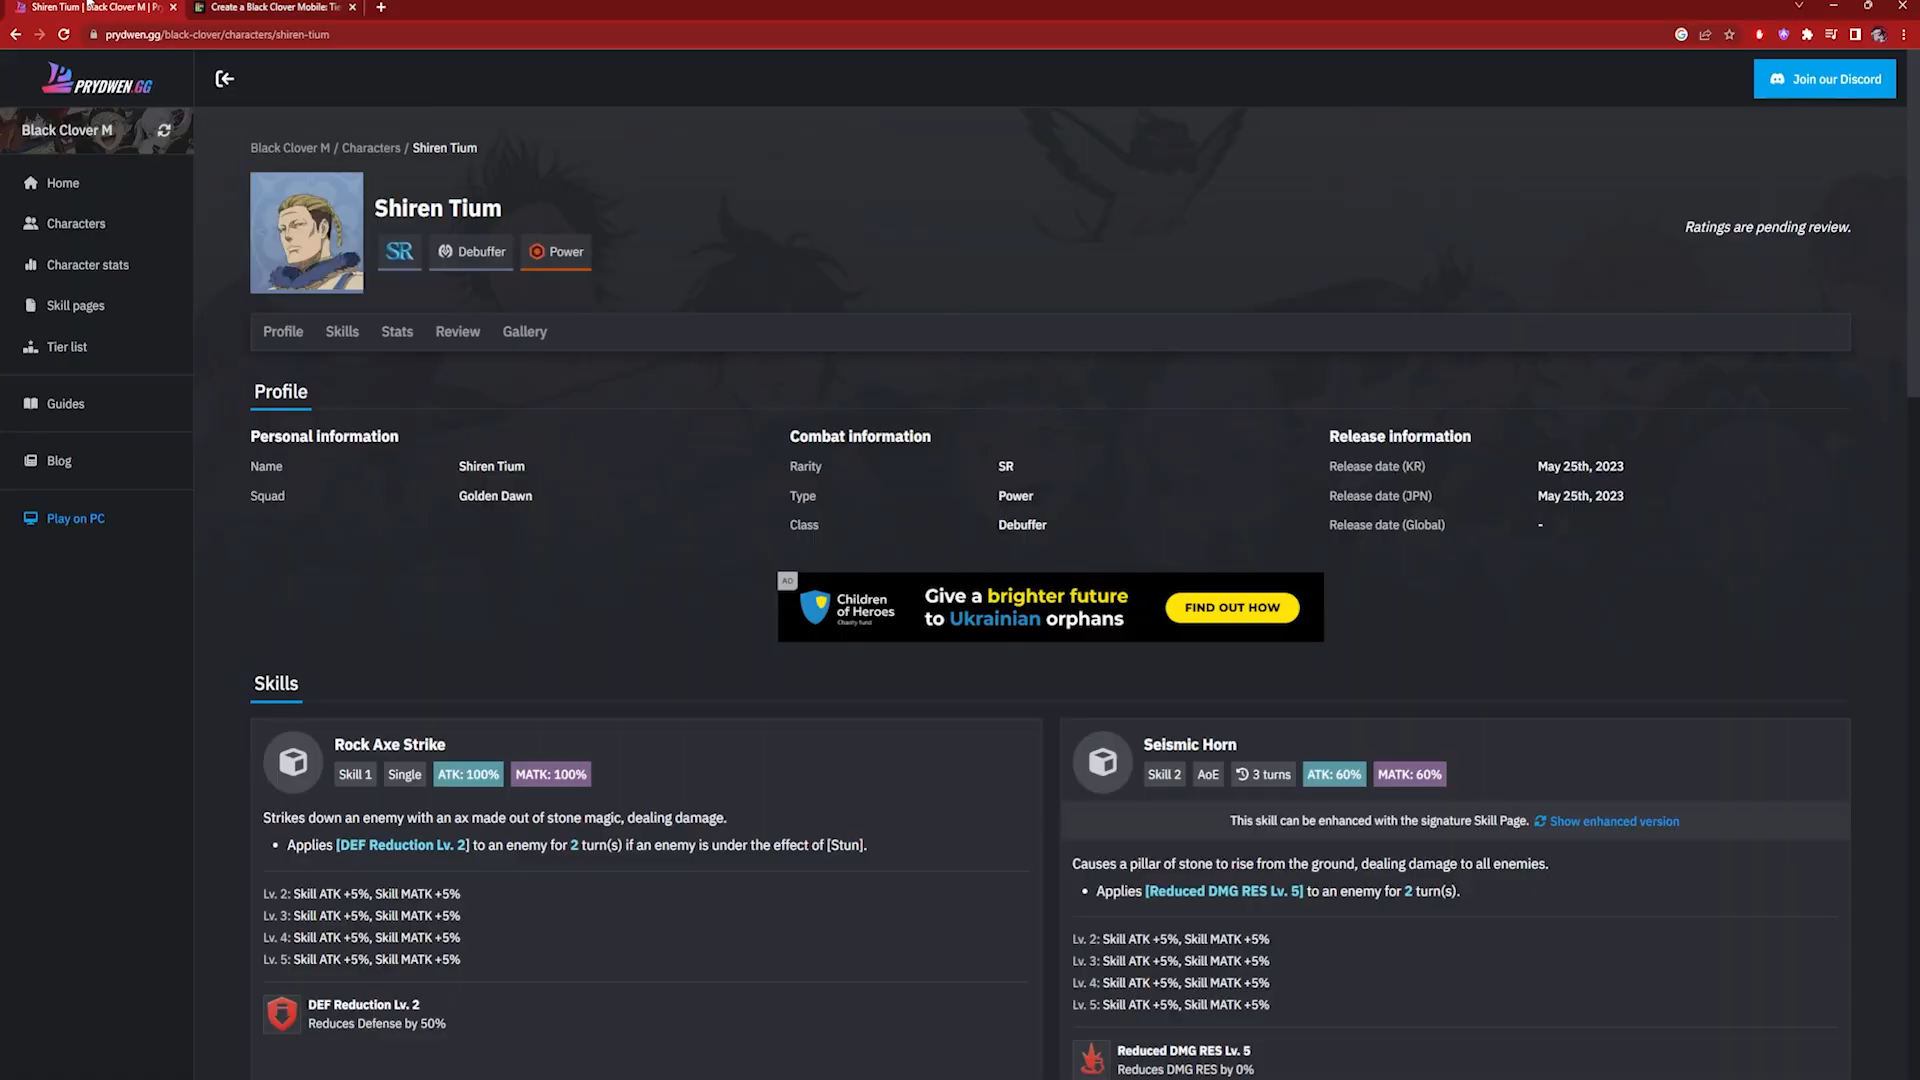 Shiren Tium | Black Clover M | Pr
Create a Black Clover Mobile: Tie
prydwen.gg/black-clover/characters/shiren-tium
PRYDWEN.GG
Join our Discord
Black Clover M
Home
Characters
Character stats
Skill pages
Tier list
Guides
Blog
Play on PC
Black Clover M / Characters / Shiren Tium
Shiren Tium
SR Debuffer Power
Ratings are pending review.
Profile Skills Stats Review Gallery
Profile
Personal information
Name Shiren Tium
Squad Golden Dawn
Combat information
Rarity SR
Type Power
Class Debuffer
Release information
Release date (KR) May 25th, 2023
Release date (JPN) May 25th, 2023
Release date (Global) -
AD
Children
of Heroes
Charity fund
Give a brighter future
to Ukrainian orphans
FIND OUT HOW
Skills
Rock Axe Strike
Skill 1 Single ATK: 100% MATK: 100%
Strikes down an enemy with an ax made out of stone magic, dealing damage.
• Applies [DEF Reduction Lv. 2] to an enemy for 2 turn(s) if an enemy is under the effect of [Stun].
Lv. 2: Skill ATK +5%, Skill MATK +5%
Lv. 3: Skill ATK +5%, Skill MATK +5%
Lv. 4: Skill ATK +5%, Skill MATK +5%
Lv. 5: Skill ATK +5%, Skill MATK +5%
DEF Reduction Lv. 2
Reduces Defense by 50%
Seismic Horn
Skill 2 AoE 3 turns ATK: 60% MATK: 60%
This skill can be enhanced with the signature Skill Page. Show enhanced version
Causes a pillar of stone to rise from the ground, dealing damage to all enemies.
• Applies [Reduced DMG RES Lv. 5] to an enemy for 2 turn(s).
Lv. 2: Skill ATK +5%, Skill MATK +5%
Lv. 3: Skill ATK +5%, Skill MATK +5%
Lv. 4: Skill ATK +5%, Skill MATK +5%
Lv. 5: Skill ATK +5%, Skill MATK +5%
Reduced DMG RES Lv. 5
Reduces DMG RES by 0%